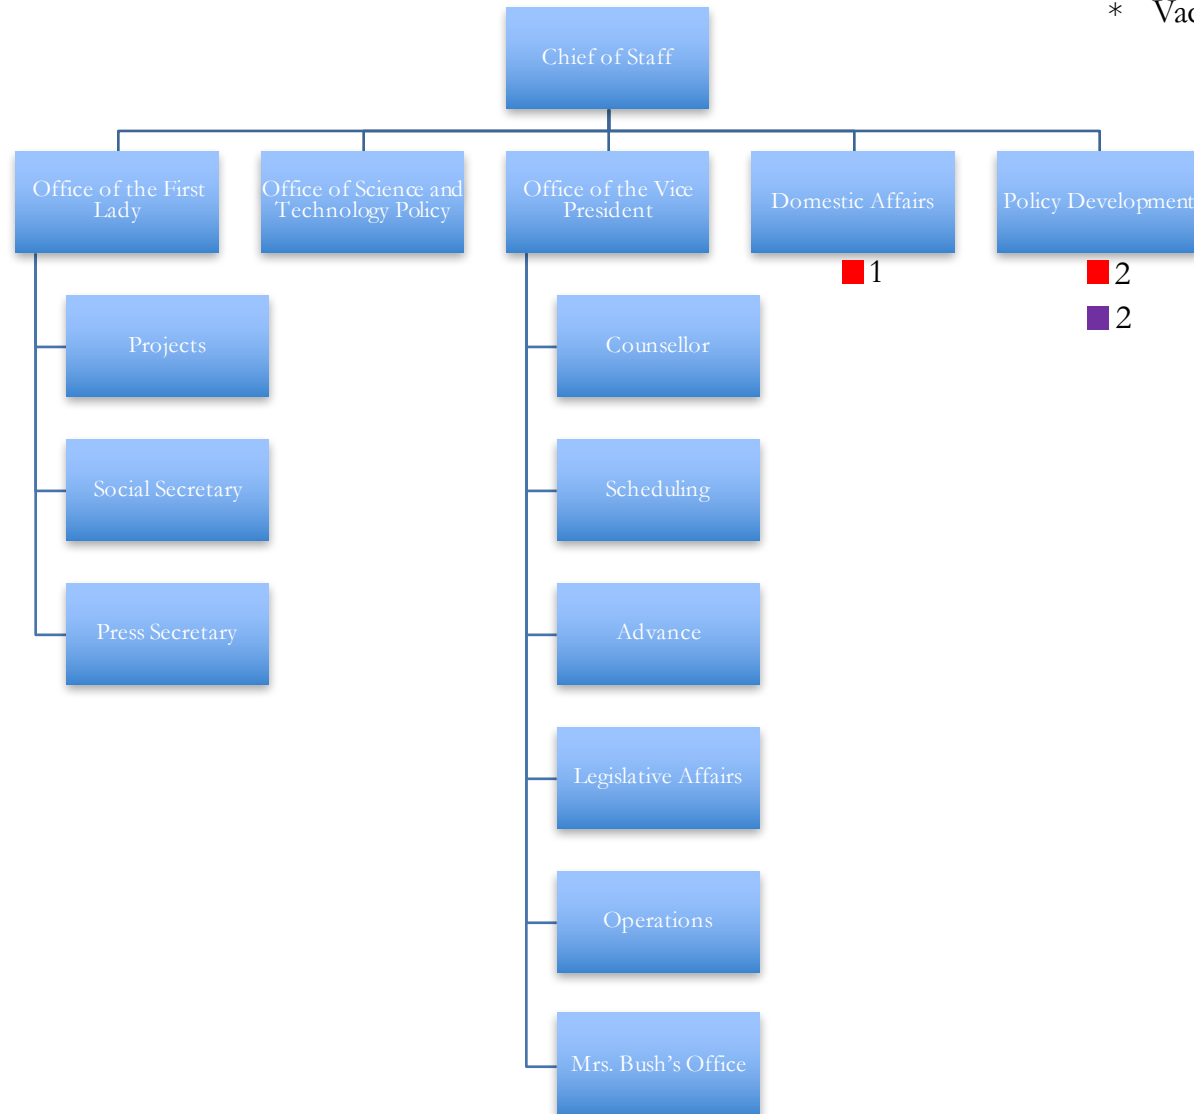 * Vac
Chief of Staff
Office of the First
Lady
Office of Science and
Technology Policy
Office of the Vice
President
Domestic Affairs
Policy Development
1
2
2
Projects
Counsellor
Social Secretary
Scheduling
Press Secretary
Advance
Legislative Affairs
Operations
Mrs. Bush’s Office